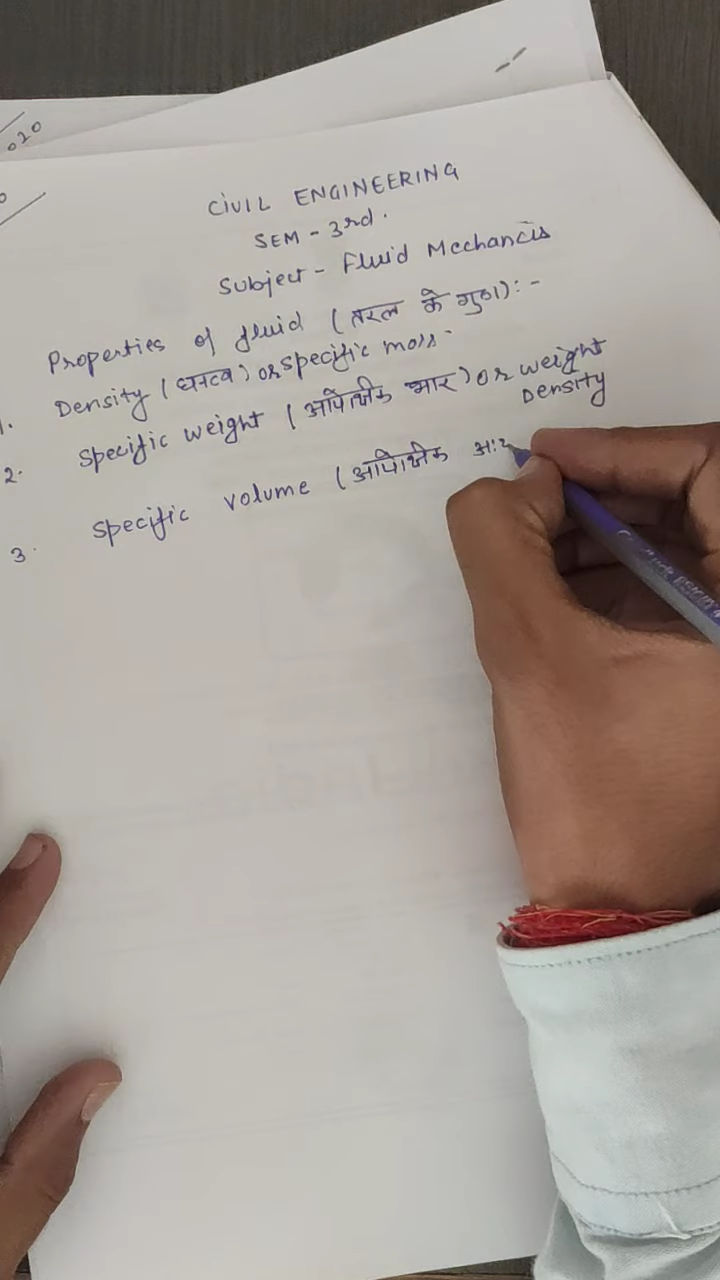 020
CIVIL ENGINEERING
SEM - 3rd.
Subject - Fluid Mechancis
Properties of fluid (तरल के गुण):-
1. Density (घनत्व) or specific mass.
2. Specific weight (आपेक्षिक भार) or weight
Density
3. Specific volume (आपेक्षिक आ